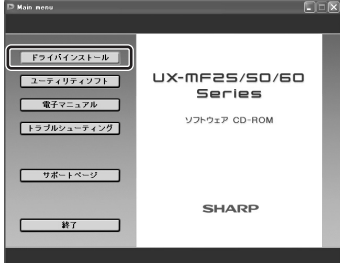 Main menu
ドライバインストール
ユーティリティソフト
電子マニュアル
トラブルシューティング
サポートページ
終了
UX-MF25/50/60
Series
ソフトウェア CD-ROM
SHARP